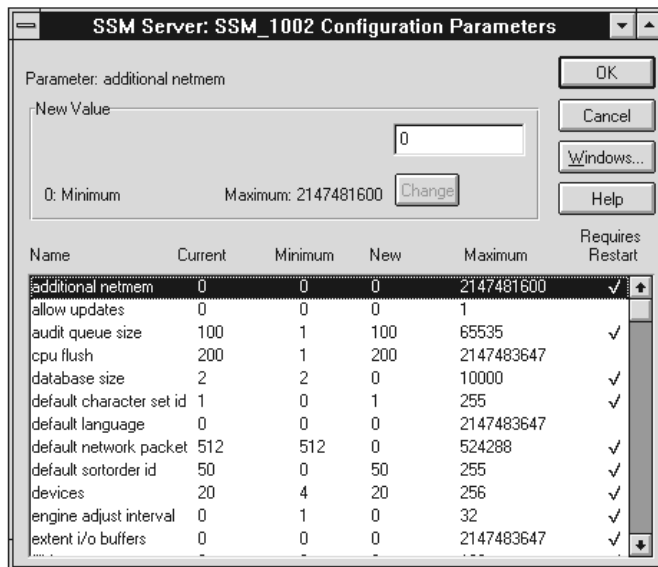 SSM Server: SSM_1002 Configuration Parameters
Parameter: additional netmem
OK
New Value
0
Cancel
Windows...
0: Minimum Maximum: 2147481600 Change
Help
Name Current Minimum New Maximum Requires Restart
additional netmem 0 0 0 2147481600 ✓
allow updates 0 0 0 1
audit queue size 100 1 100 65535 ✓
cpu flush 200 1 200 2147483647
database size 2 2 0 10000 ✓
default character set id 1 0 1 255 ✓
default language 0 0 0 2147483647
default network packet 512 512 0 524288 ✓
default sortorder id 50 0 50 255 ✓
devices 20 4 20 256 ✓
engine adjust interval 0 1 0 32 ✓
extent i/o buffers 0 0 0 2147483647 ✓